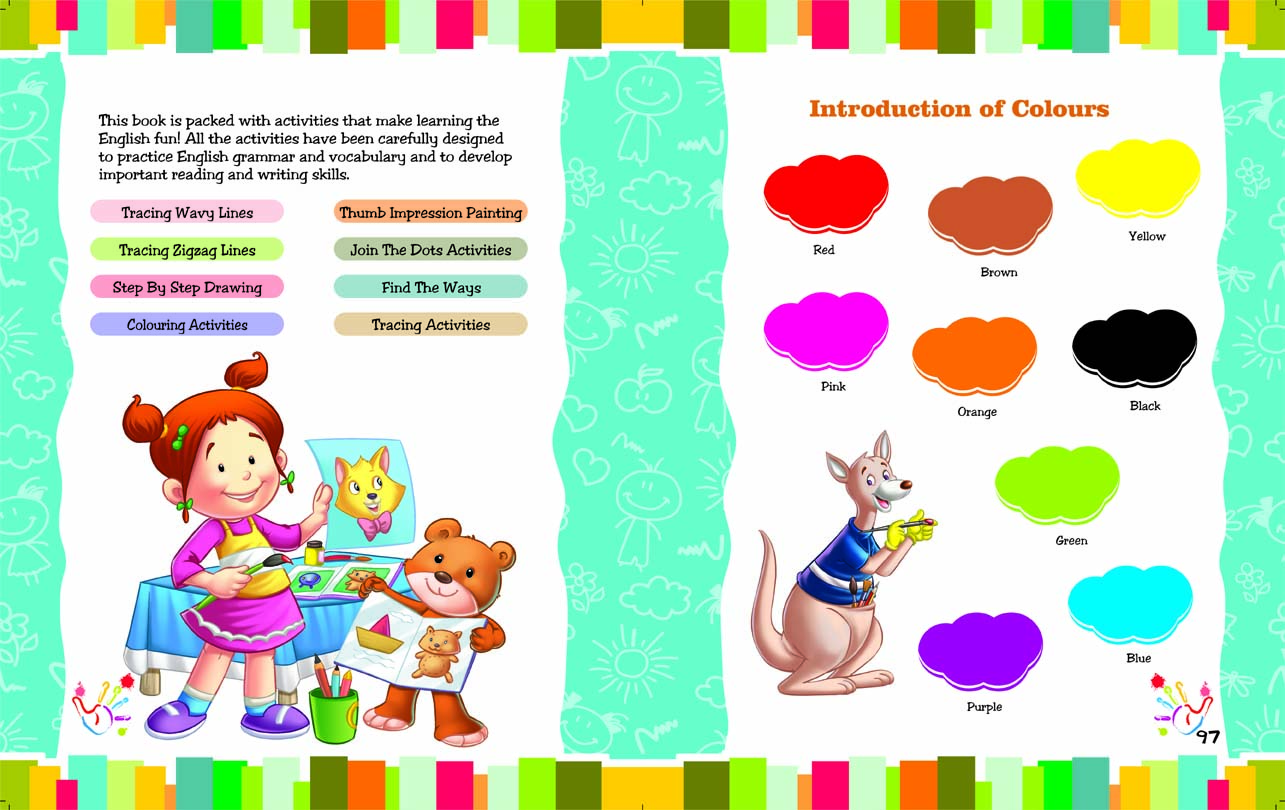 This book is packed with activities that make learning the
English fun! All the activities have been carefully designed
to practice English grammar and vocabulary and to develop
important reading and writing skills.
Tracing Wavy Lines
Thumb Impression Painting
Tracing Zigzag Lines
Join The Dots Activities
Step By Step Drawing
Find The Ways
Colouring Activities
Tracing Activities
Introduction of Colours
Red
Brown
Yellow
Pink
Orange
Black
Green
Blue
Purple
97